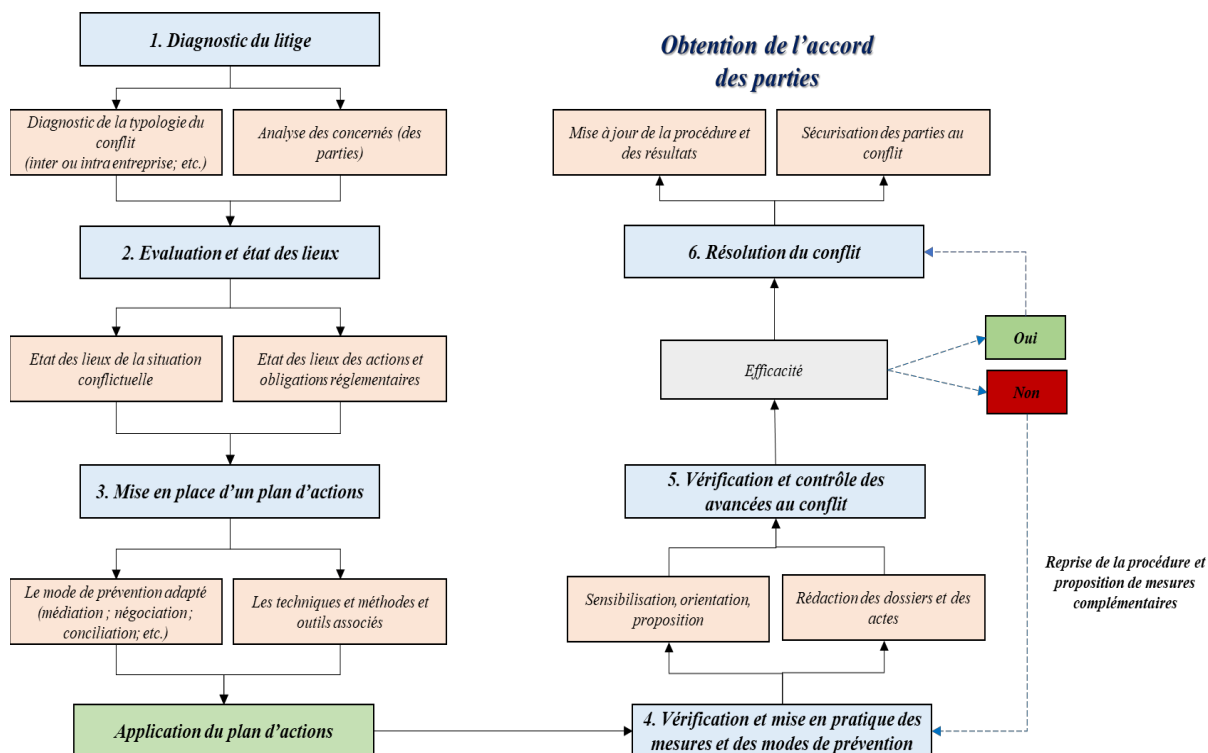 1. Diagnostic du litige
Diagnostic de la typologie du
conflit
(inter ou intra entreprise; etc.)
Analyse des concernés (des
parties)
2. Evaluation et état des lieux
Etat des lieux de la situation
conflictuelle
Etat des lieux des actions et
obligations réglementaires
3. Mise en place d’un plan d’actions
Le mode de prévention adapté
(médiation ; négociation ;
conciliation; etc.)
Les techniques et méthodes et
outils associés
Application du plan d’actions
Obtention de l’accord
des parties
Mise à jour de la procédure et
des résultats
Sécurisation des parties au
conflit
6. Résolution du conflit
Efficacité
Oui
Non
5. Vérification et contrôle des
avancées au conflit
Sensibilisation, orientation,
proposition
Rédaction des dossiers et des
actes
Reprise de la procédure et
proposition de mesures
complémentaires
4. Vérification et mise en pratique des
mesures et des modes de prévention